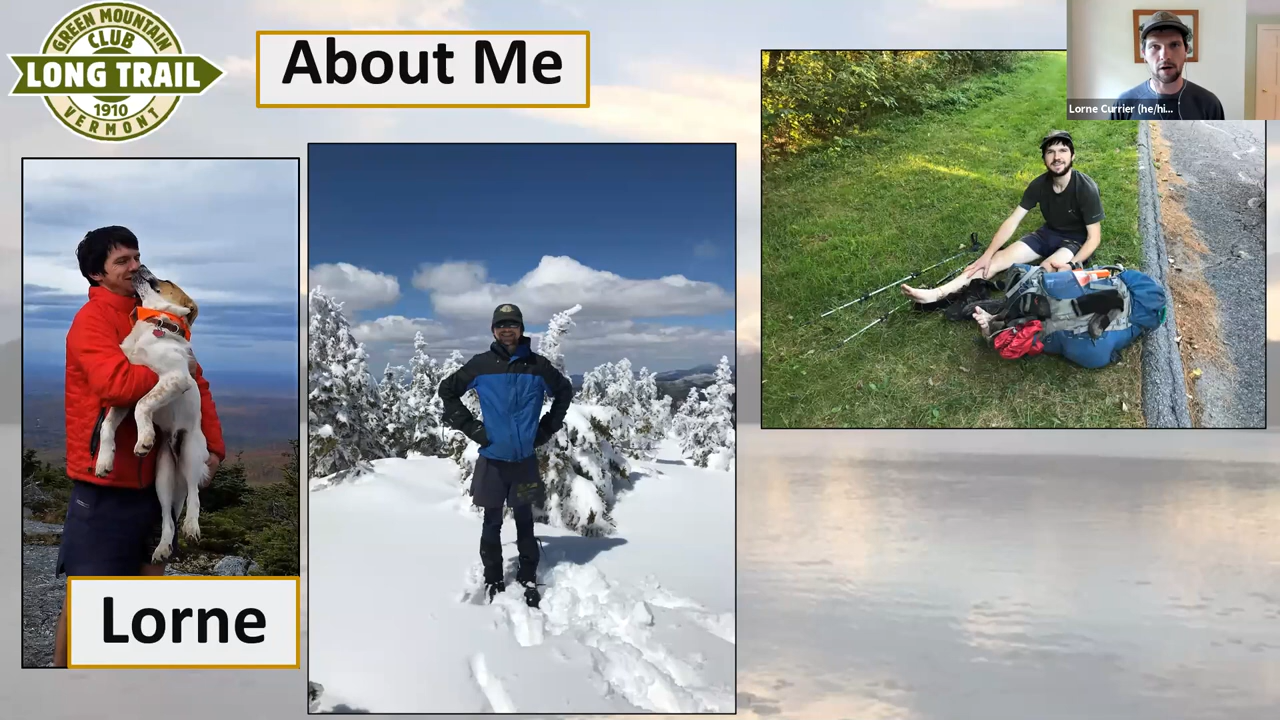 GREEN MOUNTAIN
CLUB
LONG TRAIL
1910
VERMONT
About Me
Lorne Currier (he/hi...
Lorne